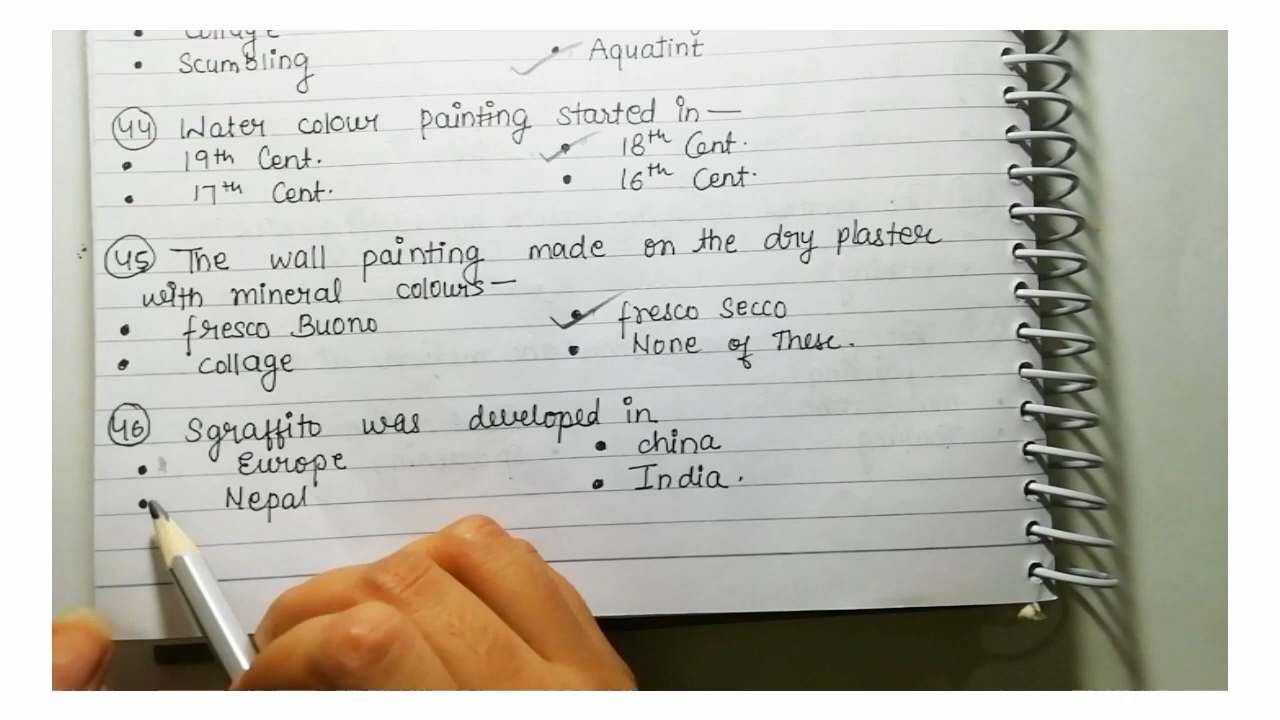 Scumbling Aquatint
44 Water colour painting started in—
19th Cent. 18th Cent.
17th Cent. 16th Cent.
45 The wall painting made on the dry plaster
with mineral colours—
fresco Buono fresco Secco
Collage None of These.
46 Sgraffito was developed in
Europe china
Nepal India.